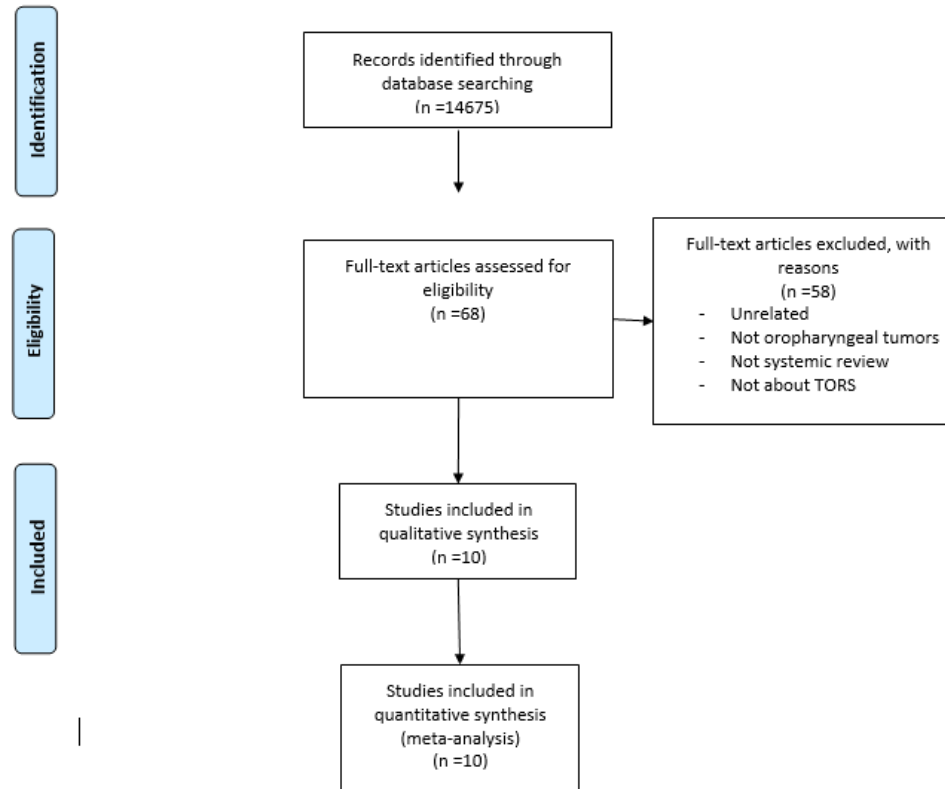 Identification
Records identified through
database searching
(n =14675)
Eligibility
Full-text articles assessed for
eligibility
(n =68)
Full-text articles excluded, with
reasons
(n =58)
- Unrelated
- Not oropharyngeal tumors
- Not systemic review
- Not about TORS
Included
Studies included in
qualitative synthesis
(n =10)
Studies included in
quantitative synthesis
(meta-analysis)
(n =10)